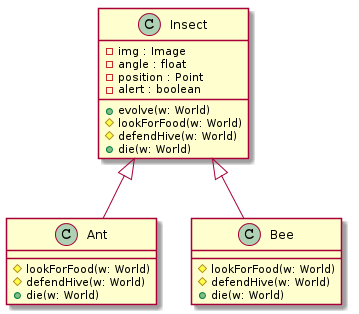 C Insect
img : Image
angle : float
position : Point
alert : boolean
evolve(w: World)
lookForFood(w: World)
defendHive(w: World)
die(w: World)
C Ant
lookForFood(w: World)
defendHive(w: World)
die(w: World)
C Bee
lookForFood(w: World)
defendHive(w: World)
die(w: World)